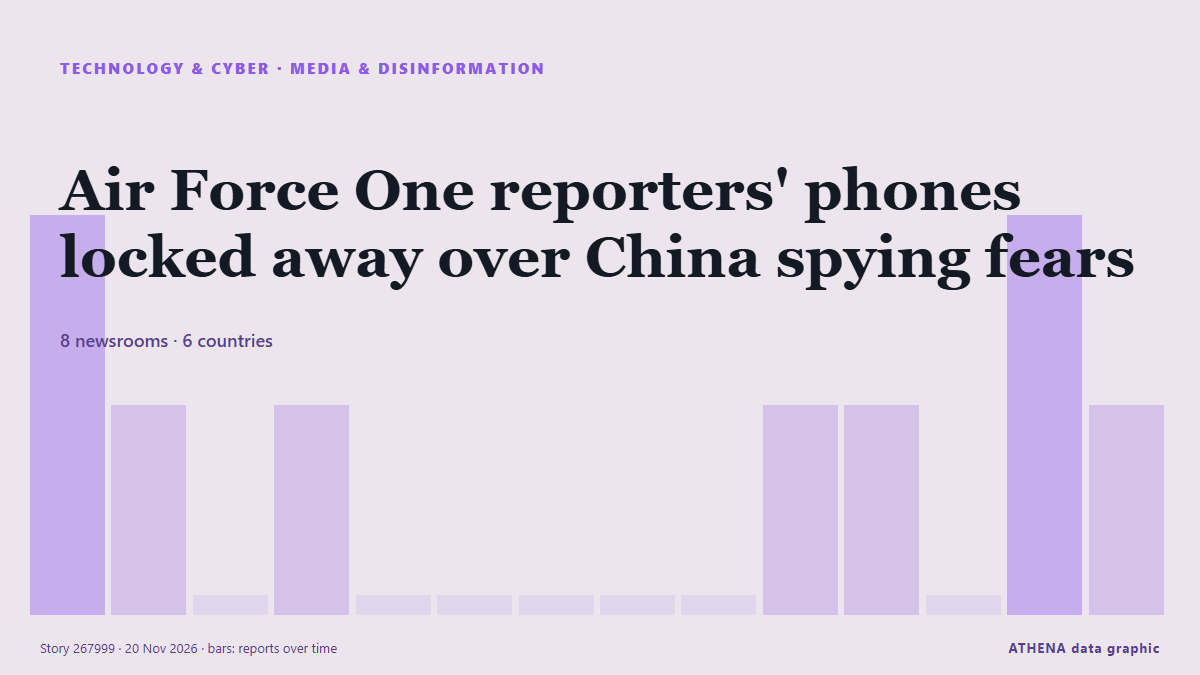 TECHNOLOGY & CYBER · MEDIA & DISINFORMATION
Air Force One reporters' phones
locked away over China spying fears
8 newsrooms · 6 countries
Story 267999 · 20 Nov 2026 · bars: reports over time
ATHENA data graphic